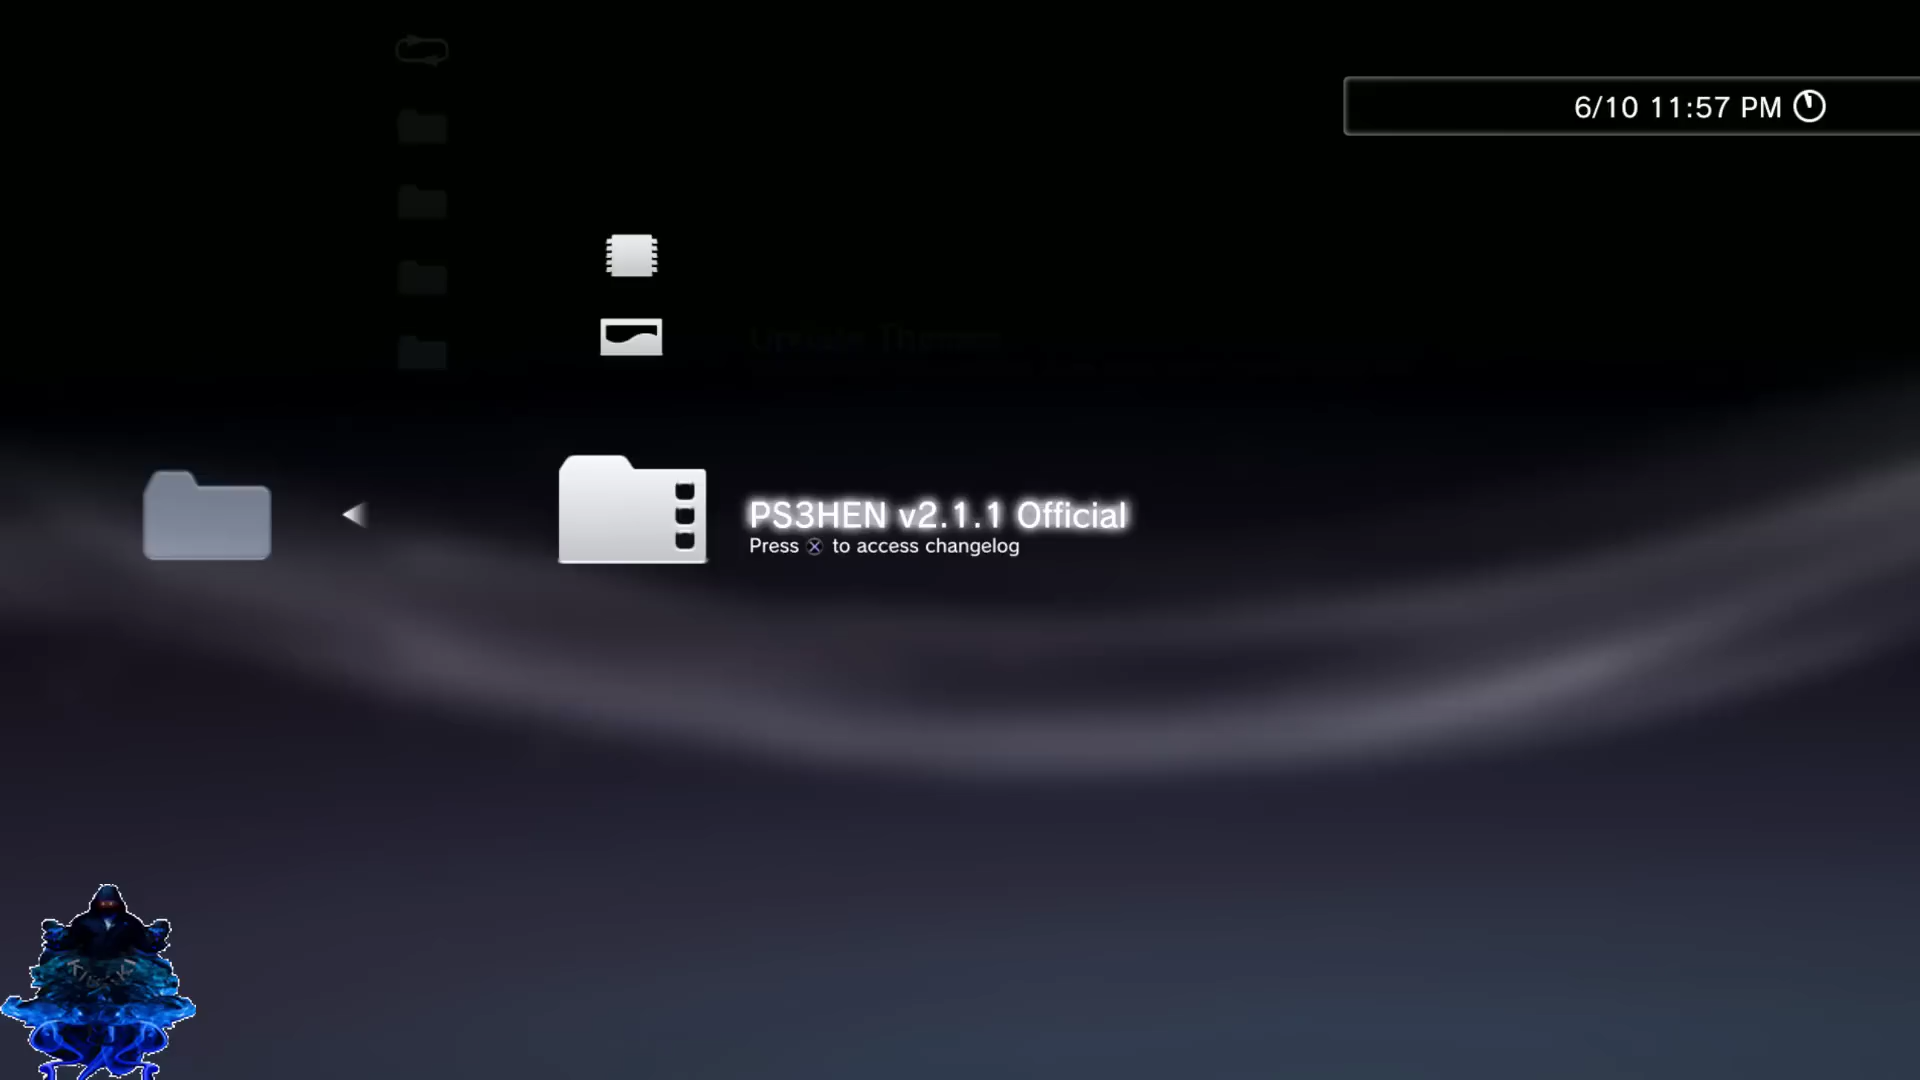 6/10 11:57 PM
PS3HEN v2.1.1 Official
Press ⓧ to access changelog